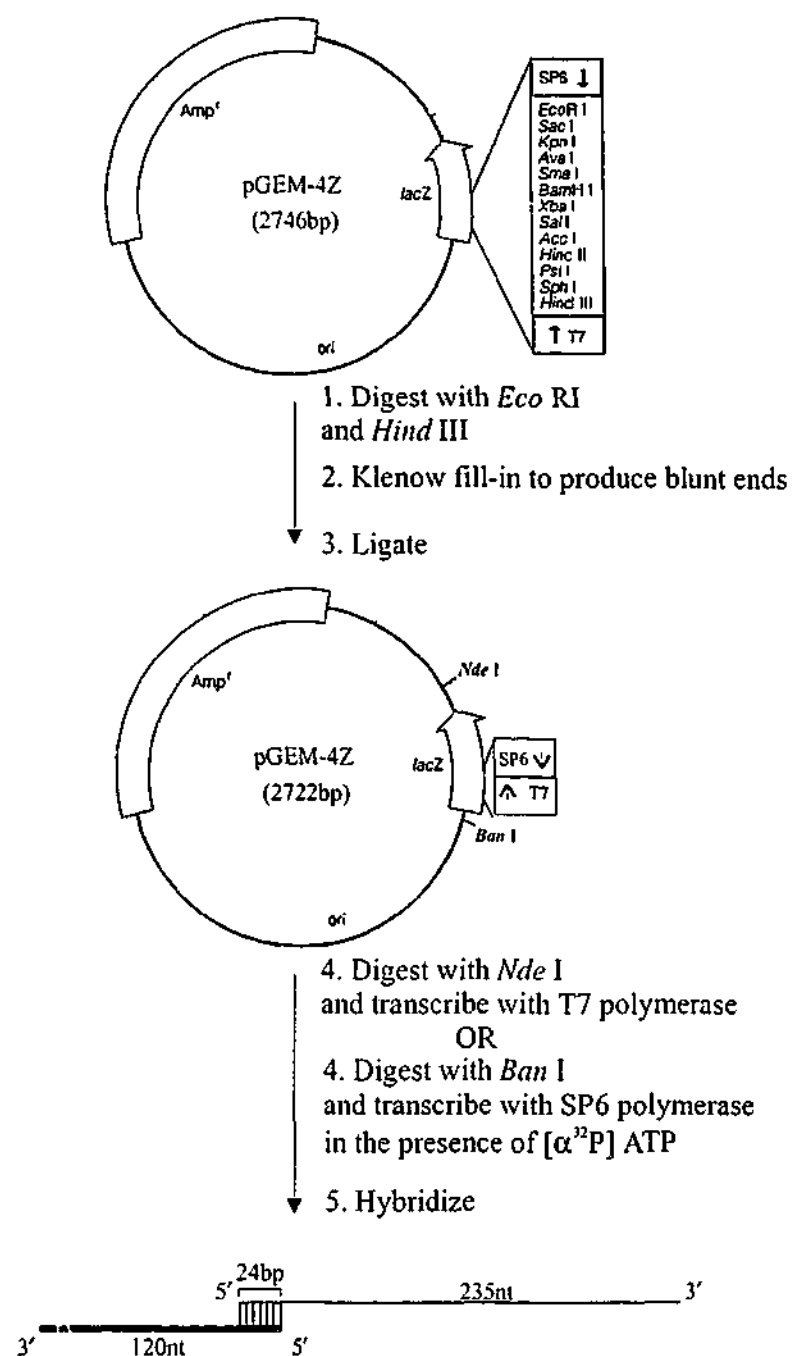 Amp^r
pGEM-4Z
(2746bp)
lacZ
ori
SP6 ↓
EcoR I
Sac I
Kpn I
Ava I
Sma I
BamH I
Xba I
Sal I
Acc I
Hinc II
Pst I
Sph I
Hind III
↑ T7
1. Digest with Eco RI
and Hind III
2. Klenow fill-in to produce blunt ends
3. Ligate
Amp^r
Nde I
pGEM-4Z
(2722bp)
lacZ
SP6 ↓
↑ T7
Ban I
ori
4. Digest with Nde I
and transcribe with T7 polymerase
OR
4. Digest with Ban I
and transcribe with SP6 polymerase
in the presence of [α³²P] ATP
5. Hybridize
24bp
5′ 235nt 3′
3′ 120nt 5′